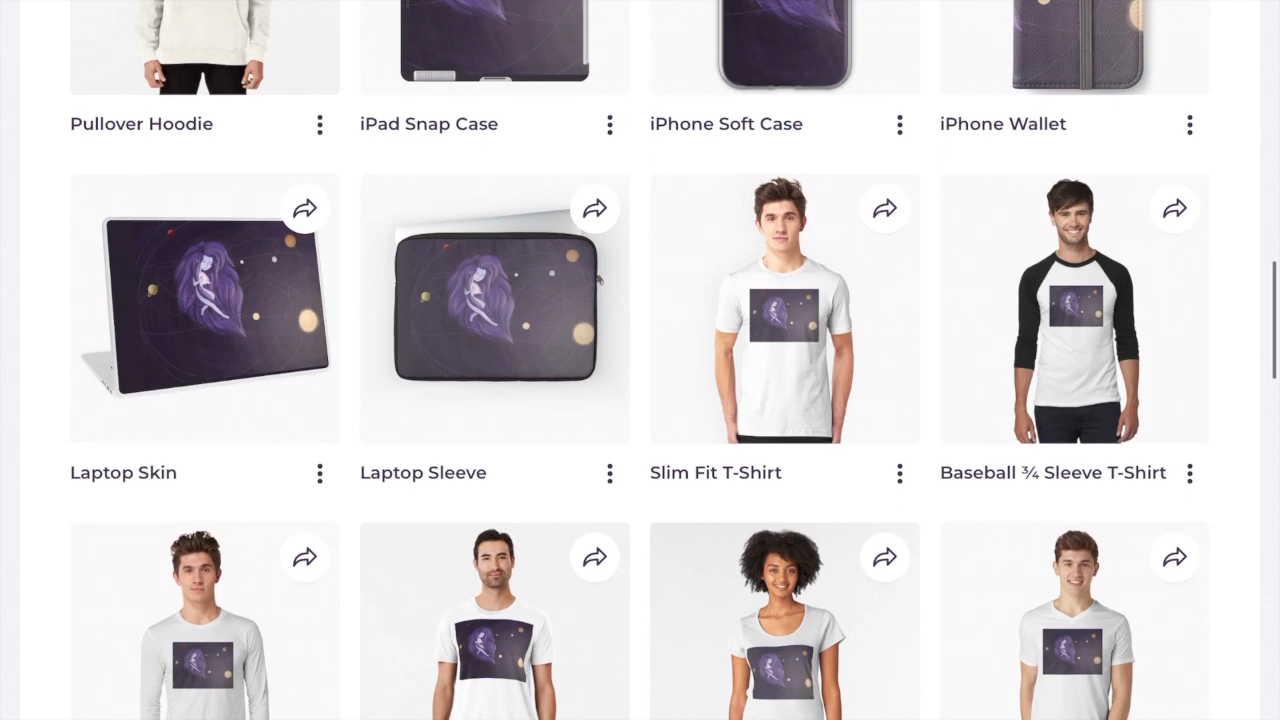 Pullover Hoodie
iPad Snap Case
iPhone Soft Case
iPhone Wallet
Laptop Skin
Laptop Sleeve
Slim Fit T-Shirt
Baseball ¾ Sleeve T-Shirt